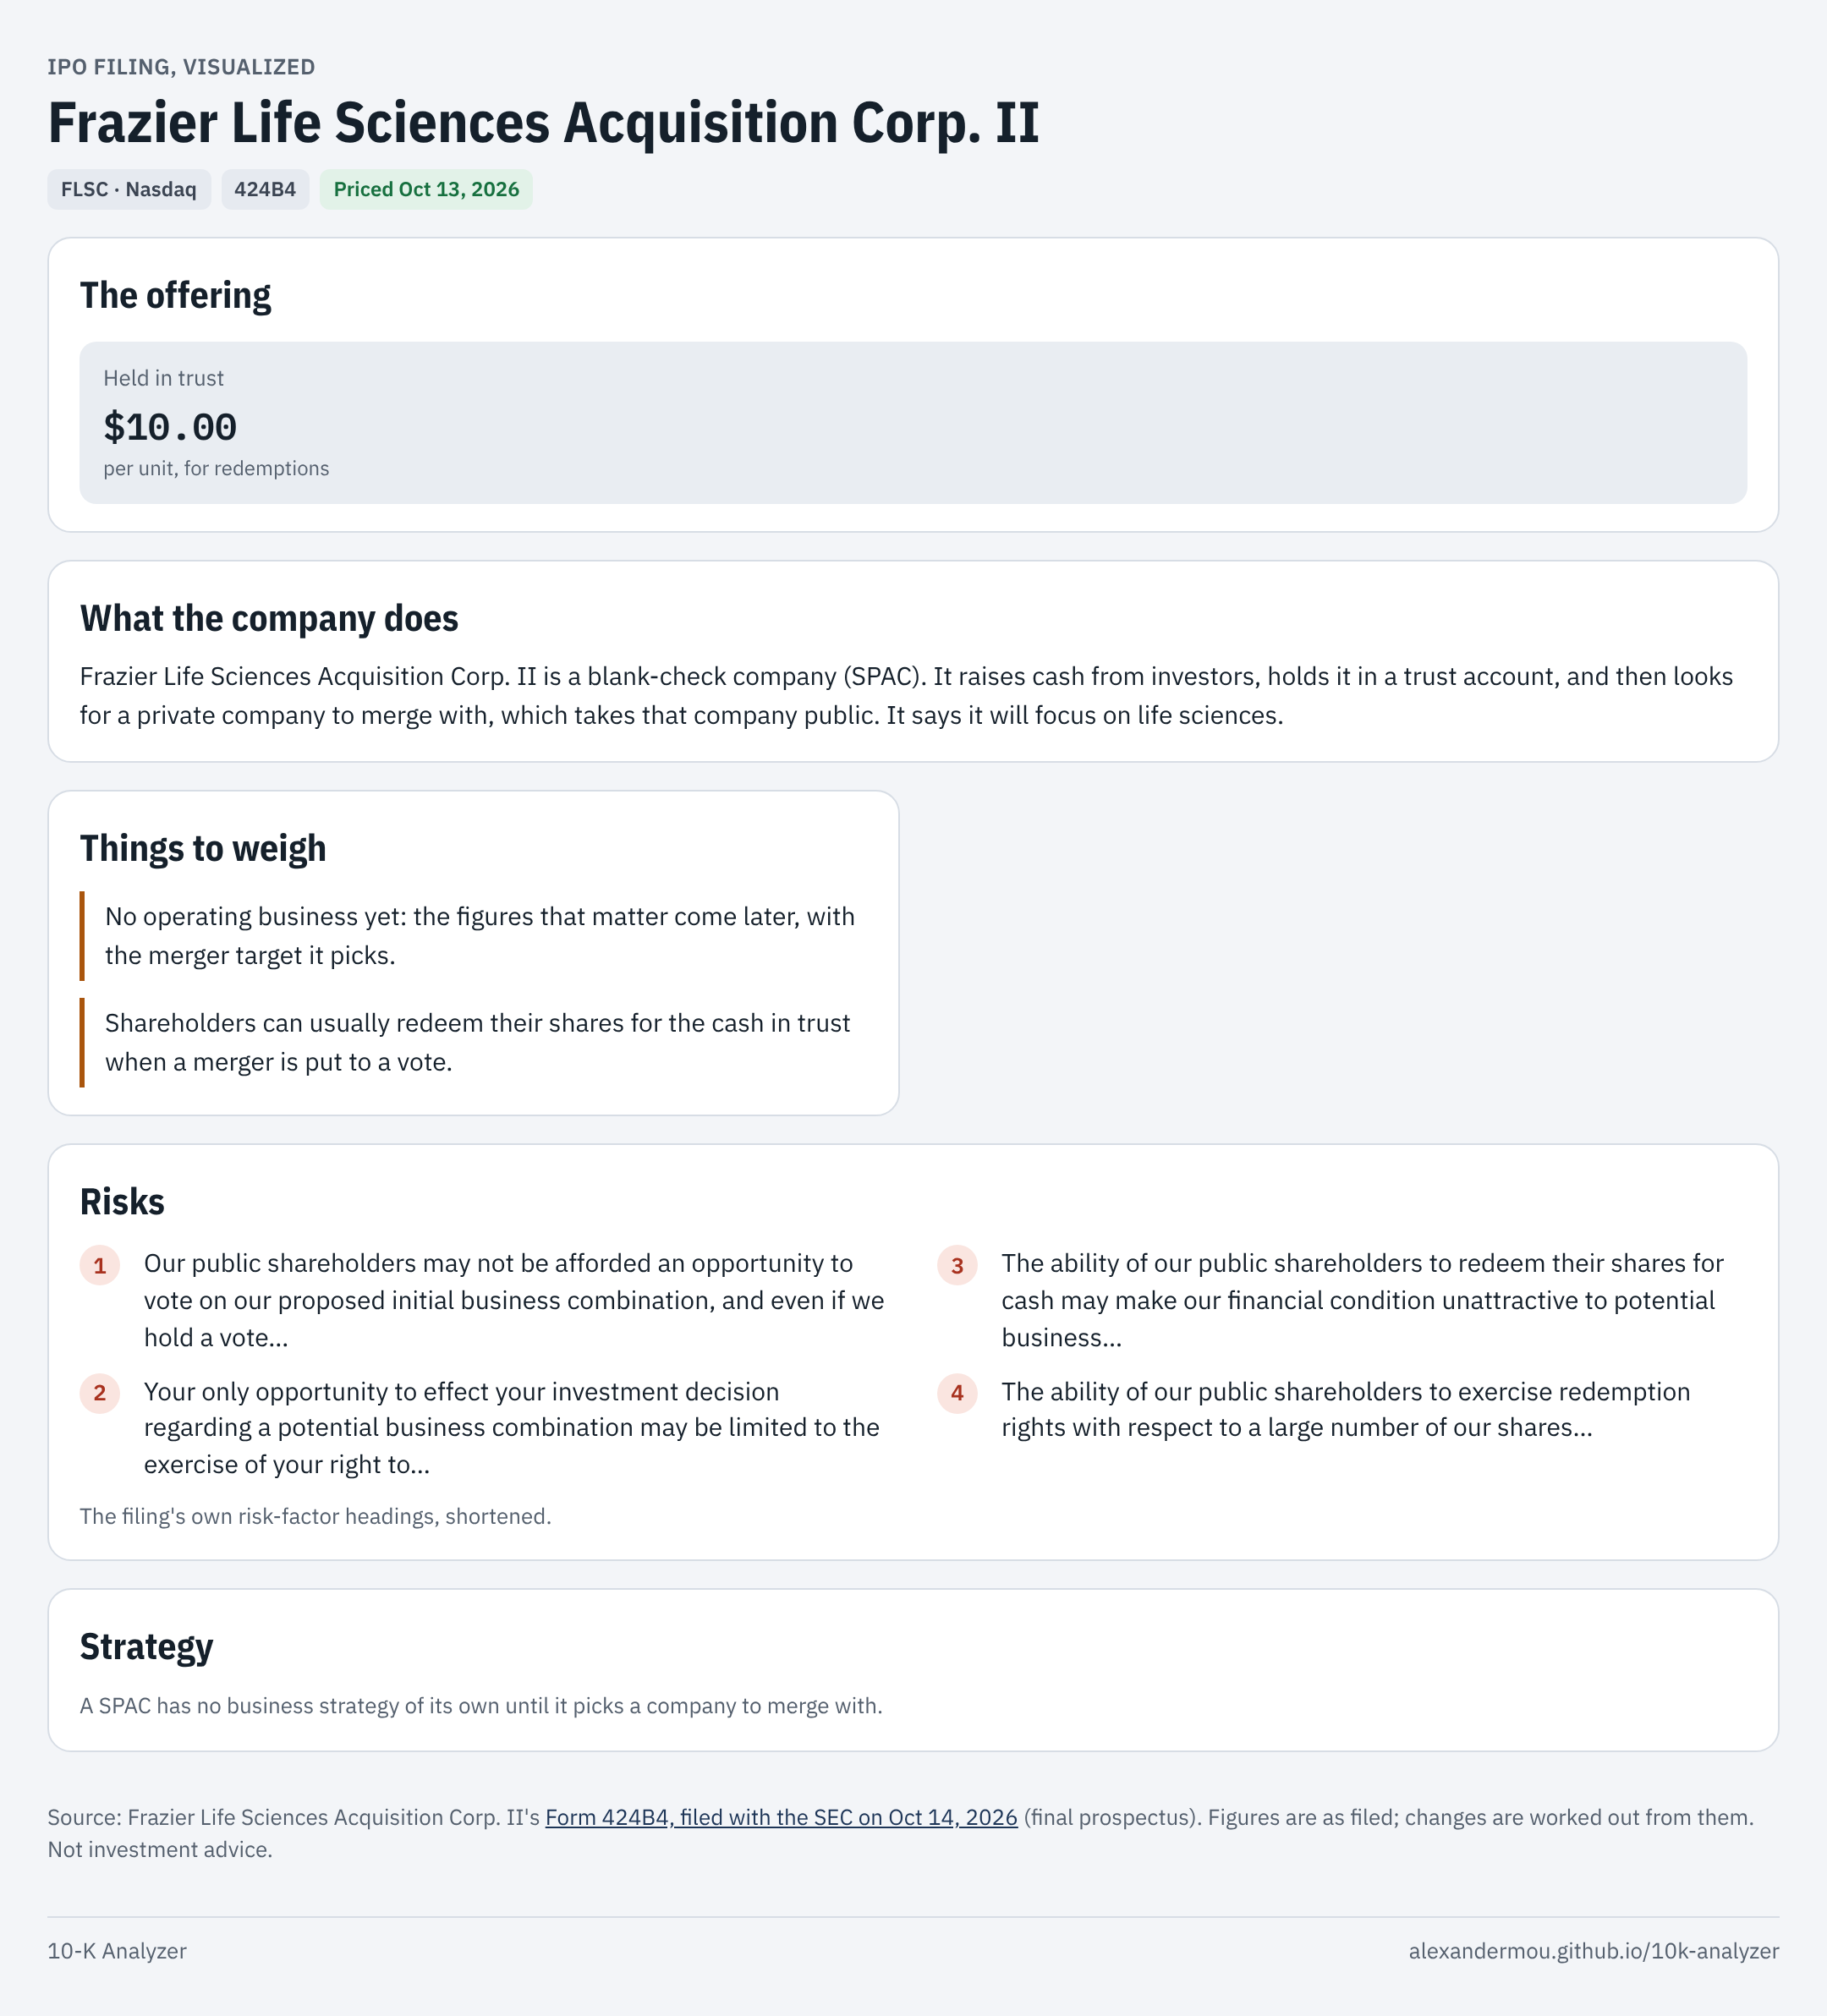 IPO FILING, VISUALIZED
Frazier Life Sciences Acquisition Corp. II
FLSC · Nasdaq
424B4
Priced Oct 13, 2026
The offering
Held in trust
$10.00
per unit, for redemptions
What the company does
Frazier Life Sciences Acquisition Corp. II is a blank-check company (SPAC). It raises cash from investors, holds it in a trust account, and then looks
for a private company to merge with, which takes that company public. It says it will focus on life sciences.
Things to weigh
No operating business yet: the figures that matter come later, with
the merger target it picks.
Shareholders can usually redeem their shares for the cash in trust
when a merger is put to a vote.
Risks
1
Our public shareholders may not be afforded an opportunity to
vote on our proposed initial business combination, and even if we
hold a vote...
2
Your only opportunity to effect your investment decision
regarding a potential business combination may be limited to the
exercise of your right to...
3
The ability of our public shareholders to redeem their shares for
cash may make our financial condition unattractive to potential
business...
4
The ability of our public shareholders to exercise redemption
rights with respect to a large number of our shares...
The filing's own risk-factor headings, shortened.
Strategy
A SPAC has no business strategy of its own until it picks a company to merge with.
Source: Frazier Life Sciences Acquisition Corp. II's Form 424B4, filed with the SEC on Oct 14, 2026 (final prospectus). Figures are as filed; changes are worked out from them.
Not investment advice.
10-K Analyzer
alexandermou.github.io/10k-analyzer